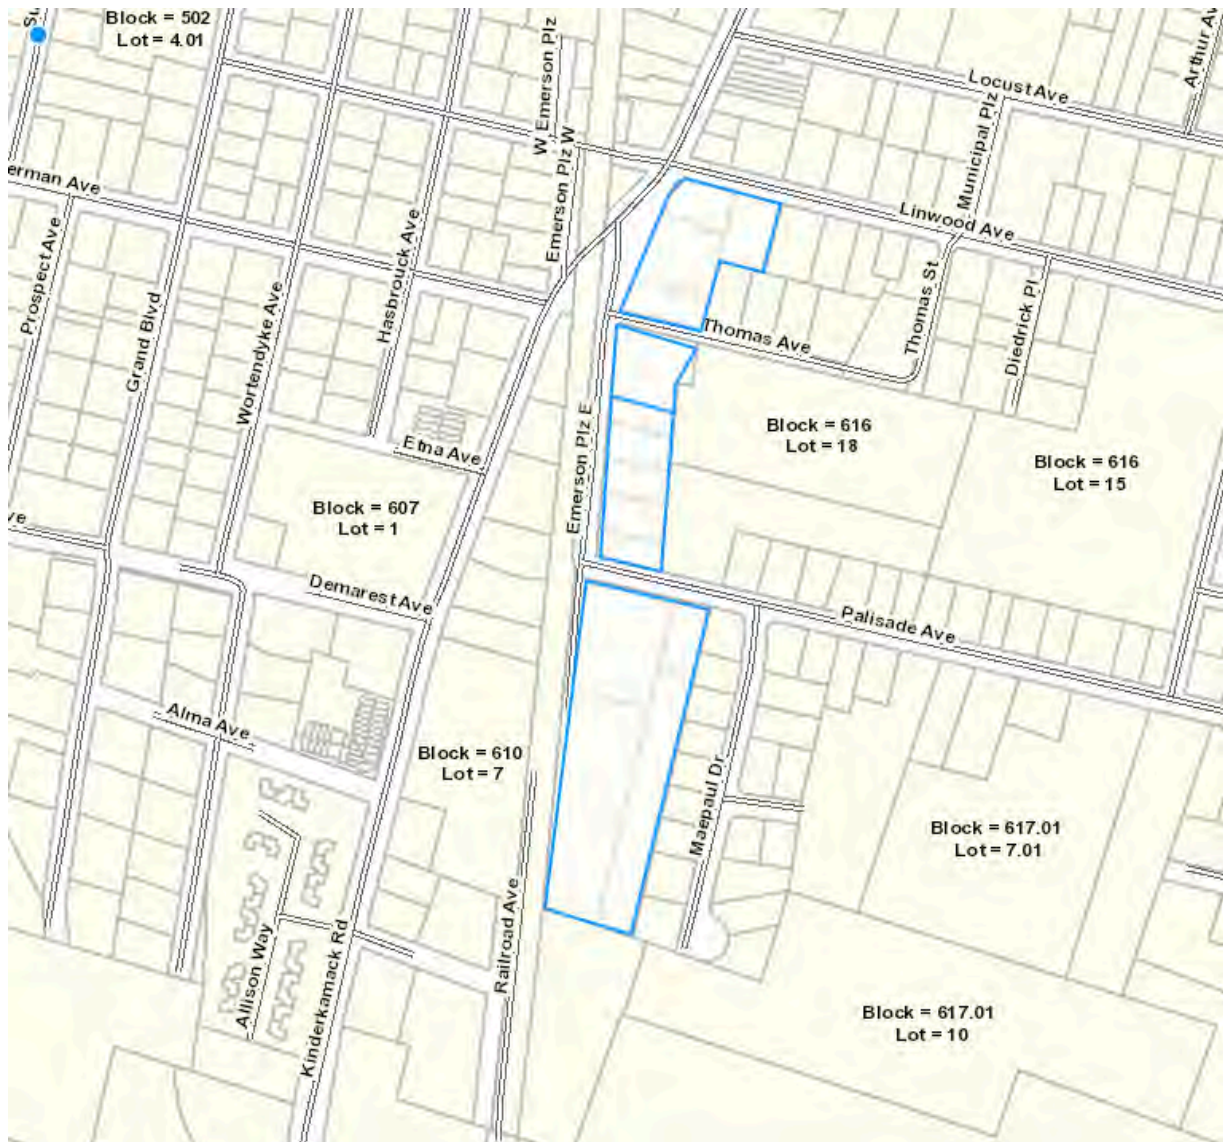 Block = 502
Lot = 4.01
W Emerson Plz
Arthur Av
Locust Ave
Municipal Plz
erman Ave
Emerson Plz W
Linwood Ave
Prospect Ave
Grand Blvd
Wortendyke Ave
Hasbrouck Ave
Thomas Ave
Thomas St
Diedrick Pl
Etna Ave
Emerson Plz E
Block = 616
Lot = 18
Block = 616
Lot = 15
Block = 607
Lot = 1
ve
Demarest Ave
Palisade Ave
Alma Ave
Block = 610
Lot = 7
Maepaul Dr
Block = 617.01
Lot = 7.01
Allison Way
Kinderkamack Rd
Railroad Ave
Block = 617.01
Lot = 10